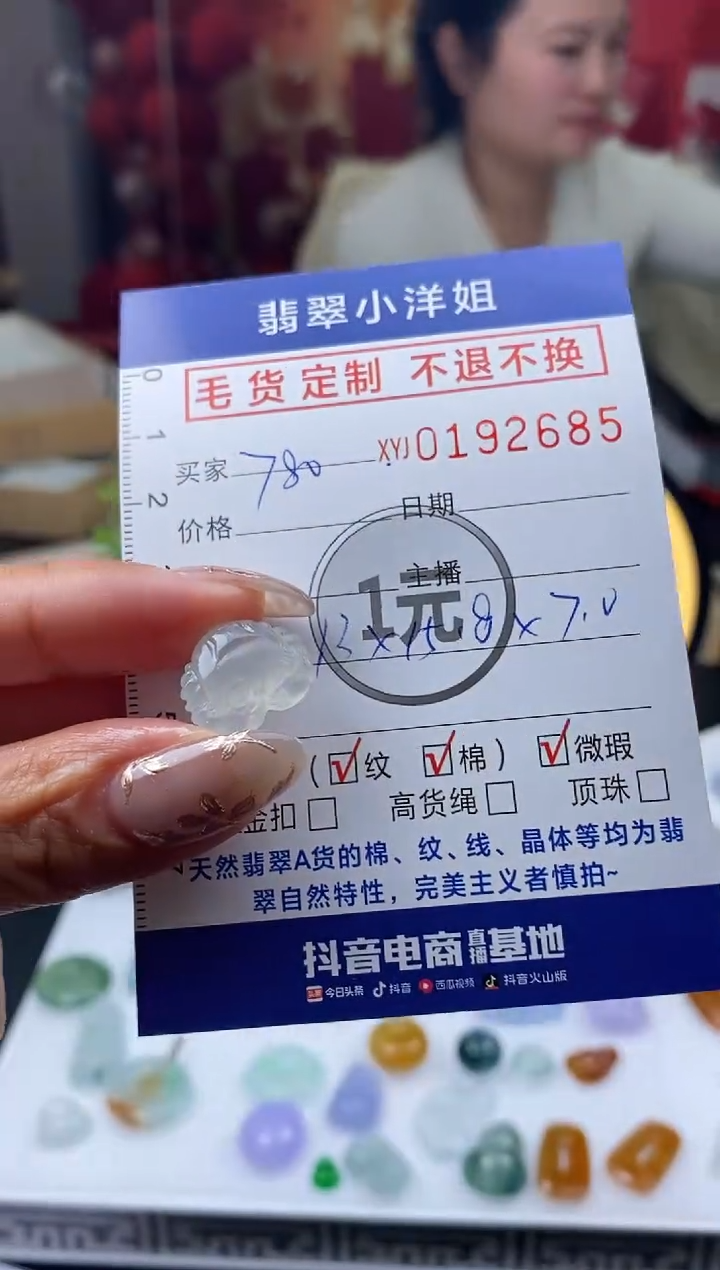 翡翠小洋姐
毛货定制 不退不换
买家 780 XYJ0192685
价格 日期
主播
1元
13×15.8×7.0
(☑纹 ☑棉) ☑微瑕
金扣□ 高货绳□ 顶珠□
天然翡翠A货的棉、纹、线、晶体等均为翡
翠自然特性，完美主义者慎拍~
抖音电商直播基地
头条 今日头条 抖音 西瓜视频 抖音火山版
0
1
2